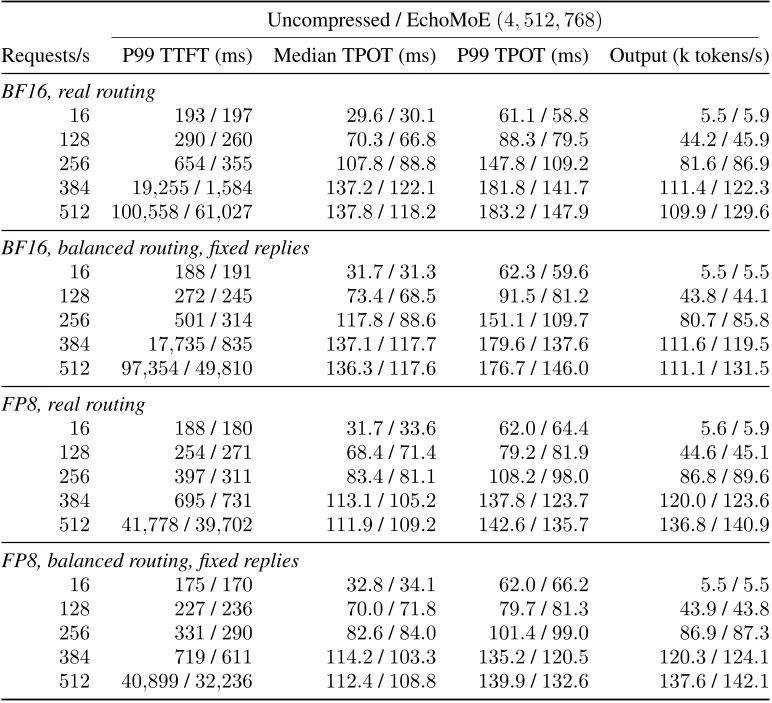 Uncompressed / EchoMoE (4, 512, 768)
Requests/s P99 TTFT (ms) Median TPOT (ms) P99 TPOT (ms) Output (k tokens/s)
BF16, real routing
16 193 / 197 29.6 / 30.1 61.1 / 58.8 5.5 / 5.9
128 290 / 260 70.3 / 66.8 88.3 / 79.5 44.2 / 45.9
256 654 / 355 107.8 / 88.8 147.8 / 109.2 81.6 / 86.9
384 19,255 / 1,584 137.2 / 122.1 181.8 / 141.7 111.4 / 122.3
512 100,558 / 61,027 137.8 / 118.2 183.2 / 147.9 109.9 / 129.6
BF16, balanced routing, fixed replies
16 188 / 191 31.7 / 31.3 62.3 / 59.6 5.5 / 5.5
128 272 / 245 73.4 / 68.5 91.5 / 81.2 43.8 / 44.1
256 501 / 314 117.8 / 88.6 151.1 / 109.7 80.7 / 85.8
384 17,735 / 835 137.1 / 117.7 179.6 / 137.6 111.6 / 119.5
512 97,354 / 49,810 136.3 / 117.6 176.7 / 146.0 111.1 / 131.5
FP8, real routing
16 188 / 180 31.7 / 33.6 62.0 / 64.4 5.6 / 5.9
128 254 / 271 68.4 / 71.4 79.2 / 81.9 44.6 / 45.1
256 397 / 311 83.4 / 81.1 108.2 / 98.0 86.8 / 89.6
384 695 / 731 113.1 / 105.2 137.8 / 123.7 120.0 / 123.6
512 41,778 / 39,702 111.9 / 109.2 142.6 / 135.7 136.8 / 140.9
FP8, balanced routing, fixed replies
16 175 / 170 32.8 / 34.1 62.0 / 66.2 5.5 / 5.5
128 227 / 236 70.0 / 71.8 79.7 / 81.3 43.9 / 43.8
256 331 / 290 82.6 / 84.0 101.4 / 99.0 86.9 / 87.3
384 719 / 611 114.2 / 103.3 135.2 / 120.5 120.3 / 124.1
512 40,899 / 32,236 112.4 / 108.8 139.9 / 132.6 137.6 / 142.1